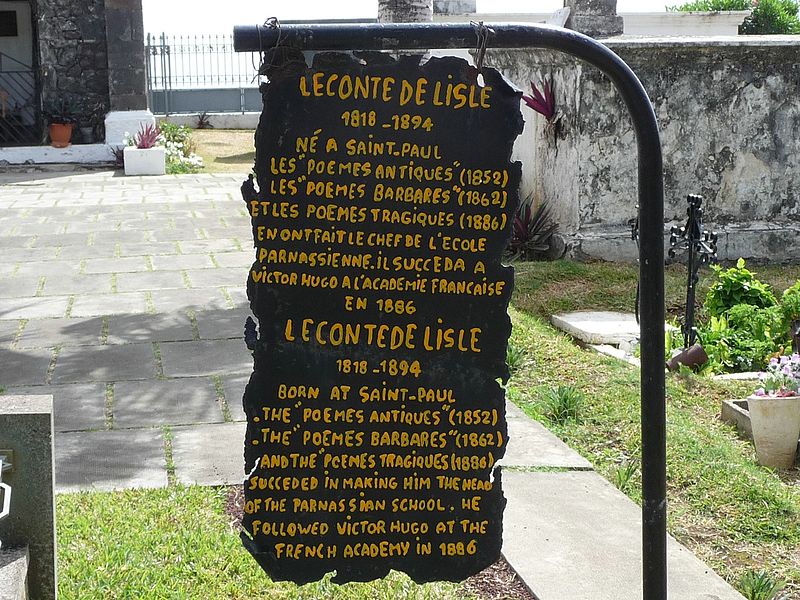 LECONTE DE LISLE
1818-1894
NÉ A SAINT-PAUL
LES "POEMES ANTIQUES" (1852)
LES "POEMES BARBARES" (1862)
ET LES POEMES TRAGIQUES (1886)
EN ONT FAIT LE CHEF DE L'ECOLE
PARNASSIENNE. IL SUCCEDA A
VICTOR HUGO A L'ACADEMIE FRANCAISE
EN 1886
LECONTE DE LISLE
1818-1894
BORN AT SAINT-PAUL
.THE "POEMES ANTIQUES" (1852)
.THE "POEMES BARBARES" (1862)
AND THE "POENES TRAGIQUES (1886)
SUCCEDED IN MAKING HIM THE HEAD
OF THE PARNASSIAN SCHOOL. HE
FOLLOWED VICTOR HUGO AT THE
FRENCH ACADEMY IN 1886